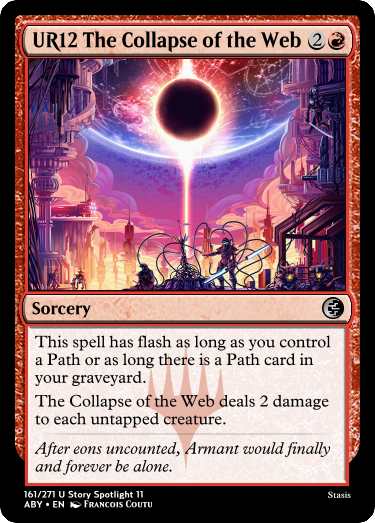 UR12 The Collapse of the Web 2
Sorcery
This spell has flash as long as you control
a Path or as long there is a Path card in
your graveyard.
The Collapse of the Web deals 2 damage
to each untapped creature.
After eons uncounted, Armant would finally
and forever be alone.
161/271 U Story Spotlight 11
Stasis
ABY • EN Francois Coutu